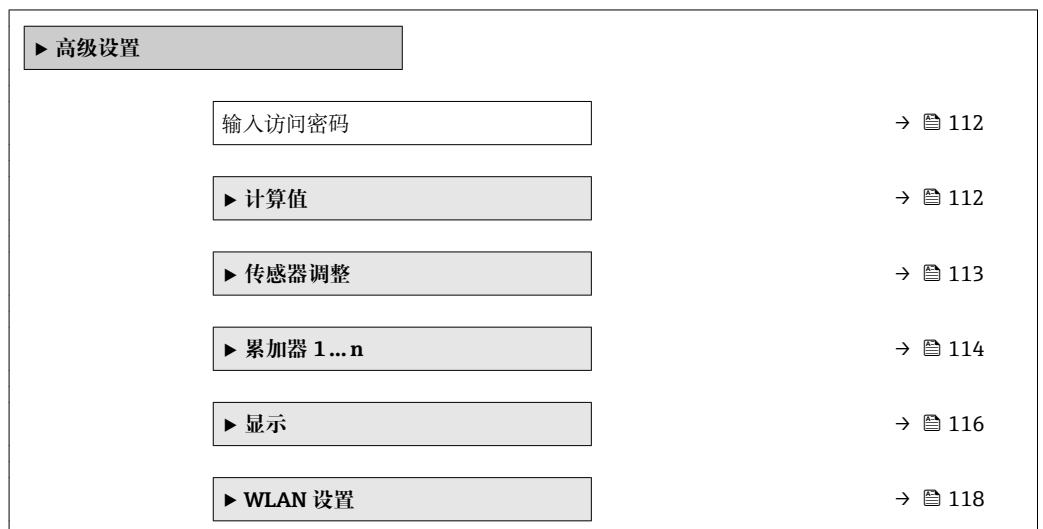 ▶ 高级设置
输入访问密码 → 112
▶ 计算值 → 112
▶ 传感器调整 → 113
▶ 累加器 1…n → 114
▶ 显示 → 116
▶ WLAN 设置 → 118